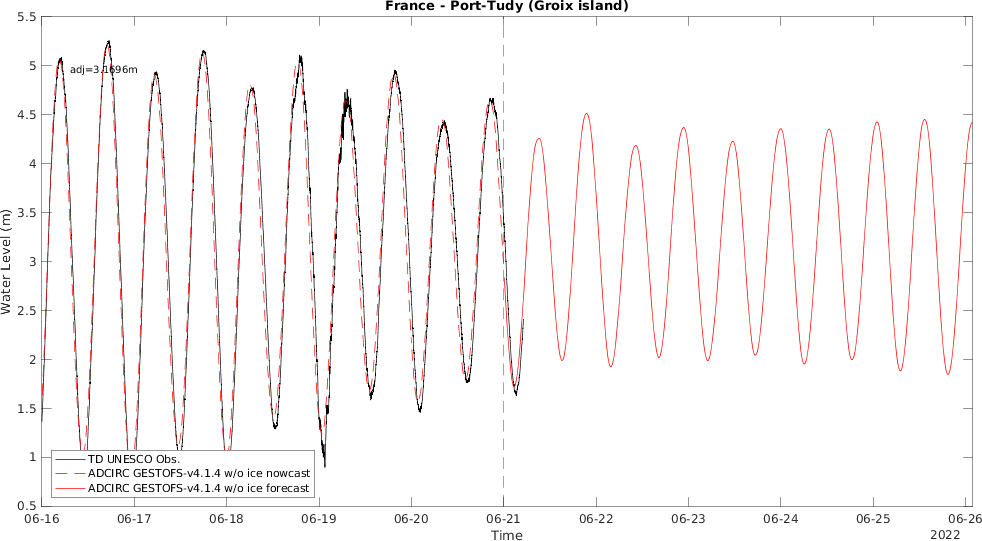 France - Port-Tudy (Groix island)
5.5
5
4.5
4
3.5
3
2.5
2
1.5
1
0.5
Water Level (m)
adj=3.1696m
TD UNESCO Obs.
ADCIRC GESTOFS-v4.1.4 w/o ice nowcast
ADCIRC GESTOFS-v4.1.4 w/o ice forecast
06-16 06-17 06-18 06-19 06-20 06-21 06-22 06-23 06-24 06-25 06-26
Time
2022